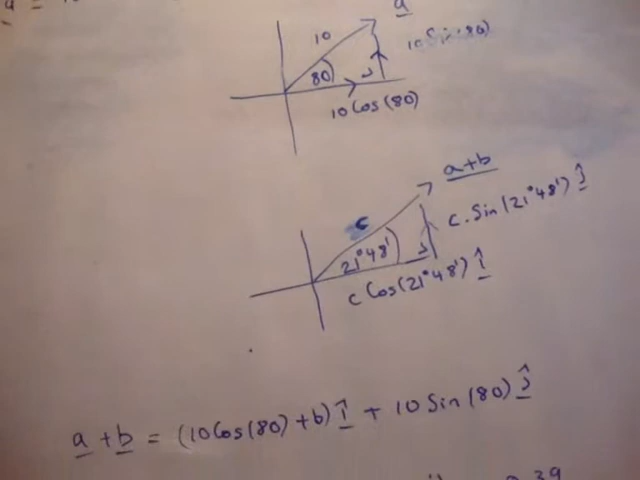 a
10
10 Sin(80)
80
10 Cos(80)
a+b
c
c.Sin(21°48') ĵ
21°48'
c Cos(21°48') î
a + b = (10 Cos(80) + b) î + 10 Sin(80) ĵ